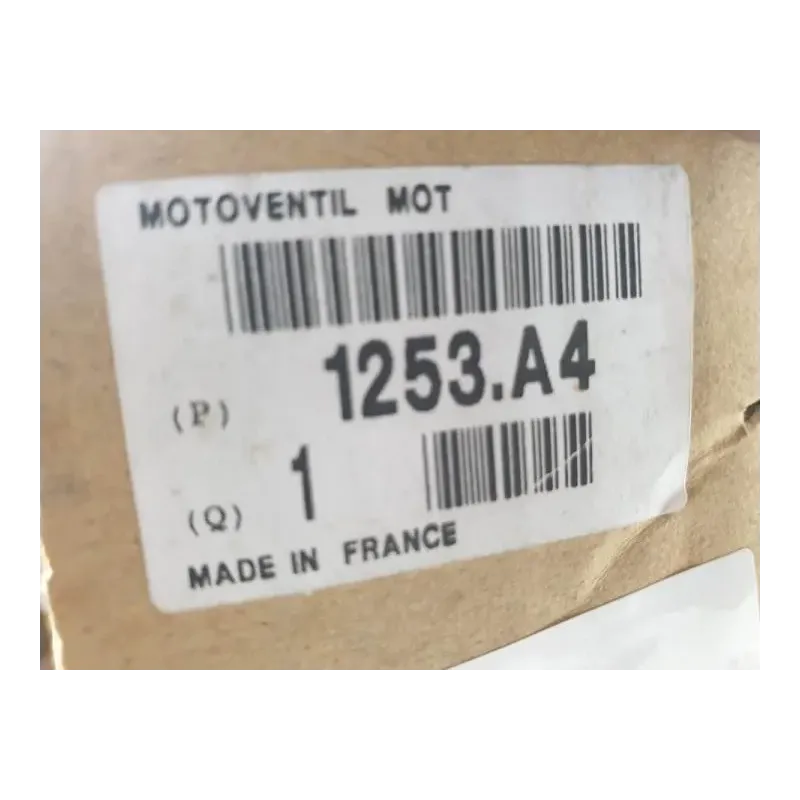 MOTOVENTIL MOT
(P) 1253.A4
(Q) 1
MADE IN FRANCE